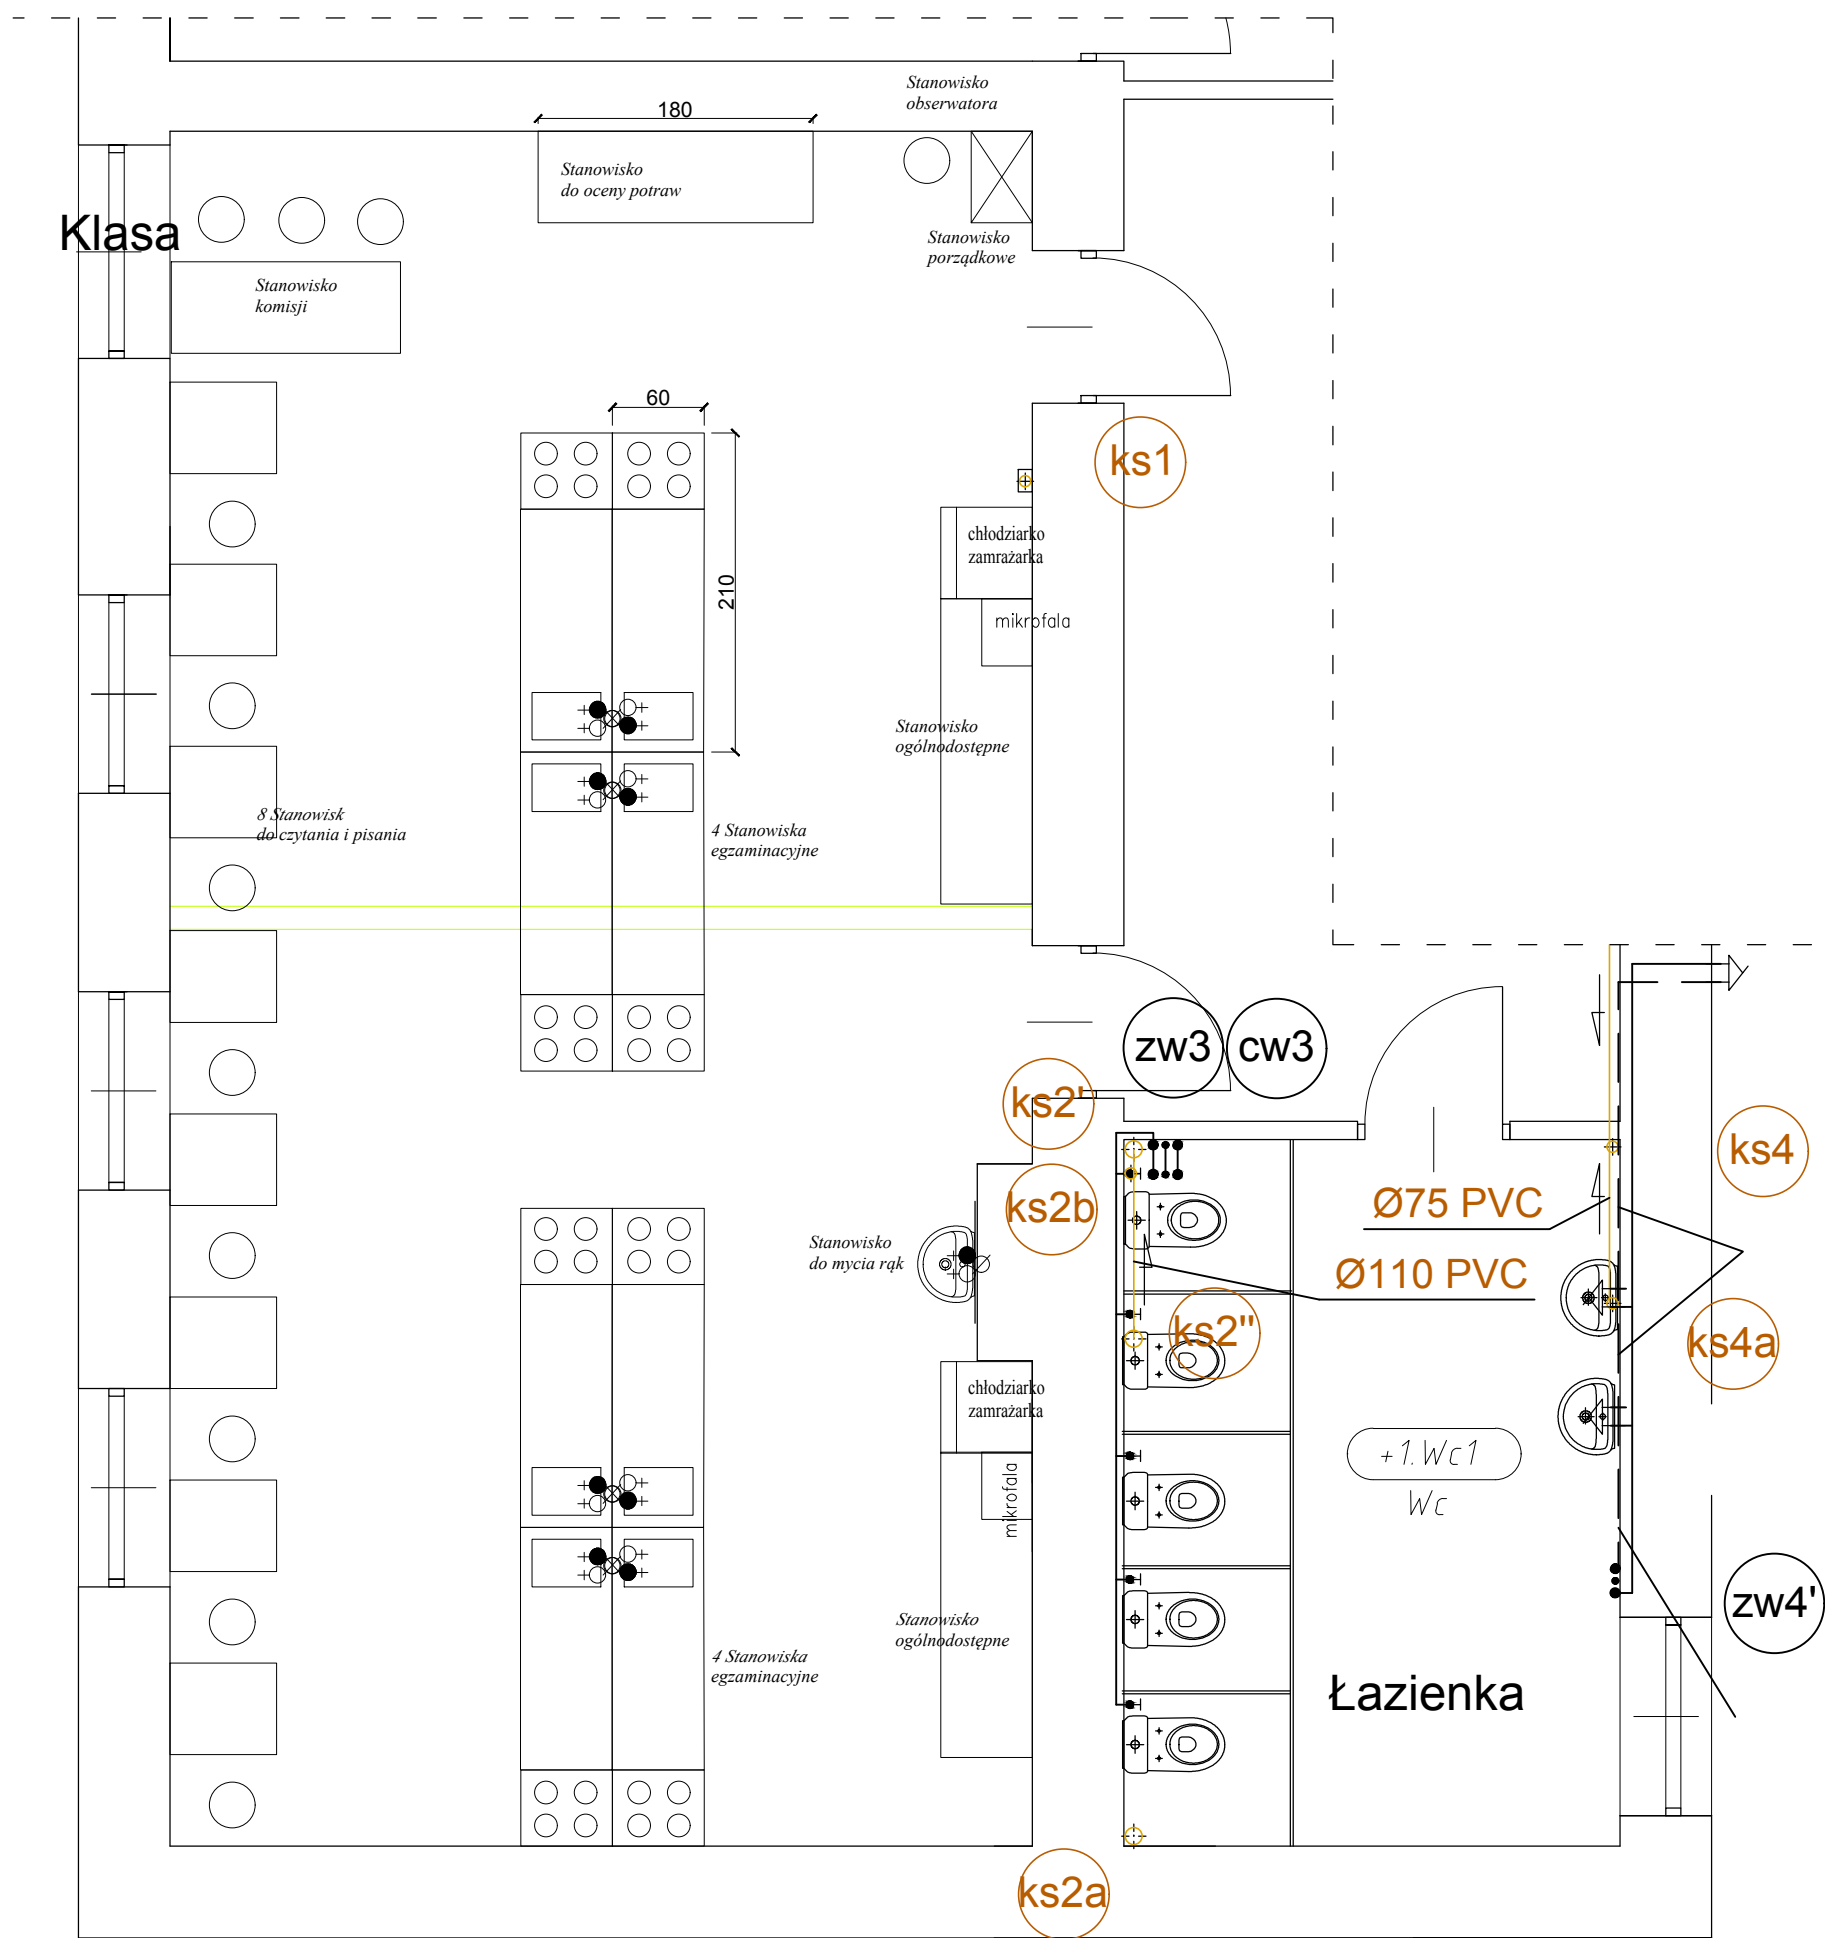 Stanowisko
obserwatora
180
Stanowisko
do oceny potraw
Klasa
Stanowisko
porządkowe
Stanowisko
komisji
60
ks1
chłodziarko
zamrażarka
210
mikrofala
Stanowisko
ogólnodostępne
8 Stanowisk
do czytania i pisania
4 Stanowiska
egzaminacyjne
zw3
cw3
ks2'
ks4
ks2b
Ø75 PVC
Stanowisko
do mycia rąk
Ø110 PVC
ks2"
ks4a
chłodziarko
zamrażarka
+1.Wc1
Wc
mikrofala
zw4'
Stanowisko
ogólnodostępne
4 Stanowiska
egzaminacyjne
Łazienka
ks2a